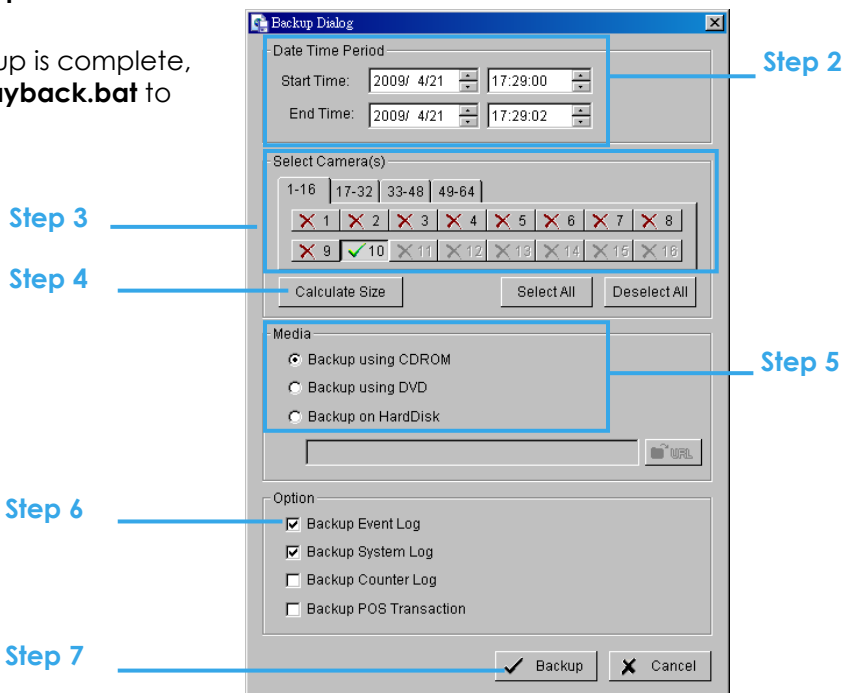 Backup Dialog
Date Time Period
up is complete,
Step 2
ayback.bat to
Start Time: 2009/ 4/21 17:29:00
End Time: 2009/ 4/21 17:29:02
Select Camera(s)
1-16 17-32 33-48 49-64
Step 3
1 2 3 4 5 6 7 8
9 10 11 12 13 14 15 16
Step 4
Calculate Size Select All Deselect All
Media
Backup using CDROM
Step 5
Backup using DVD
Backup on HardDisk
URL
Option
Step 6
Backup Event Log
Backup System Log
Backup Counter Log
Backup POS Transaction
Step 7
Backup Cancel